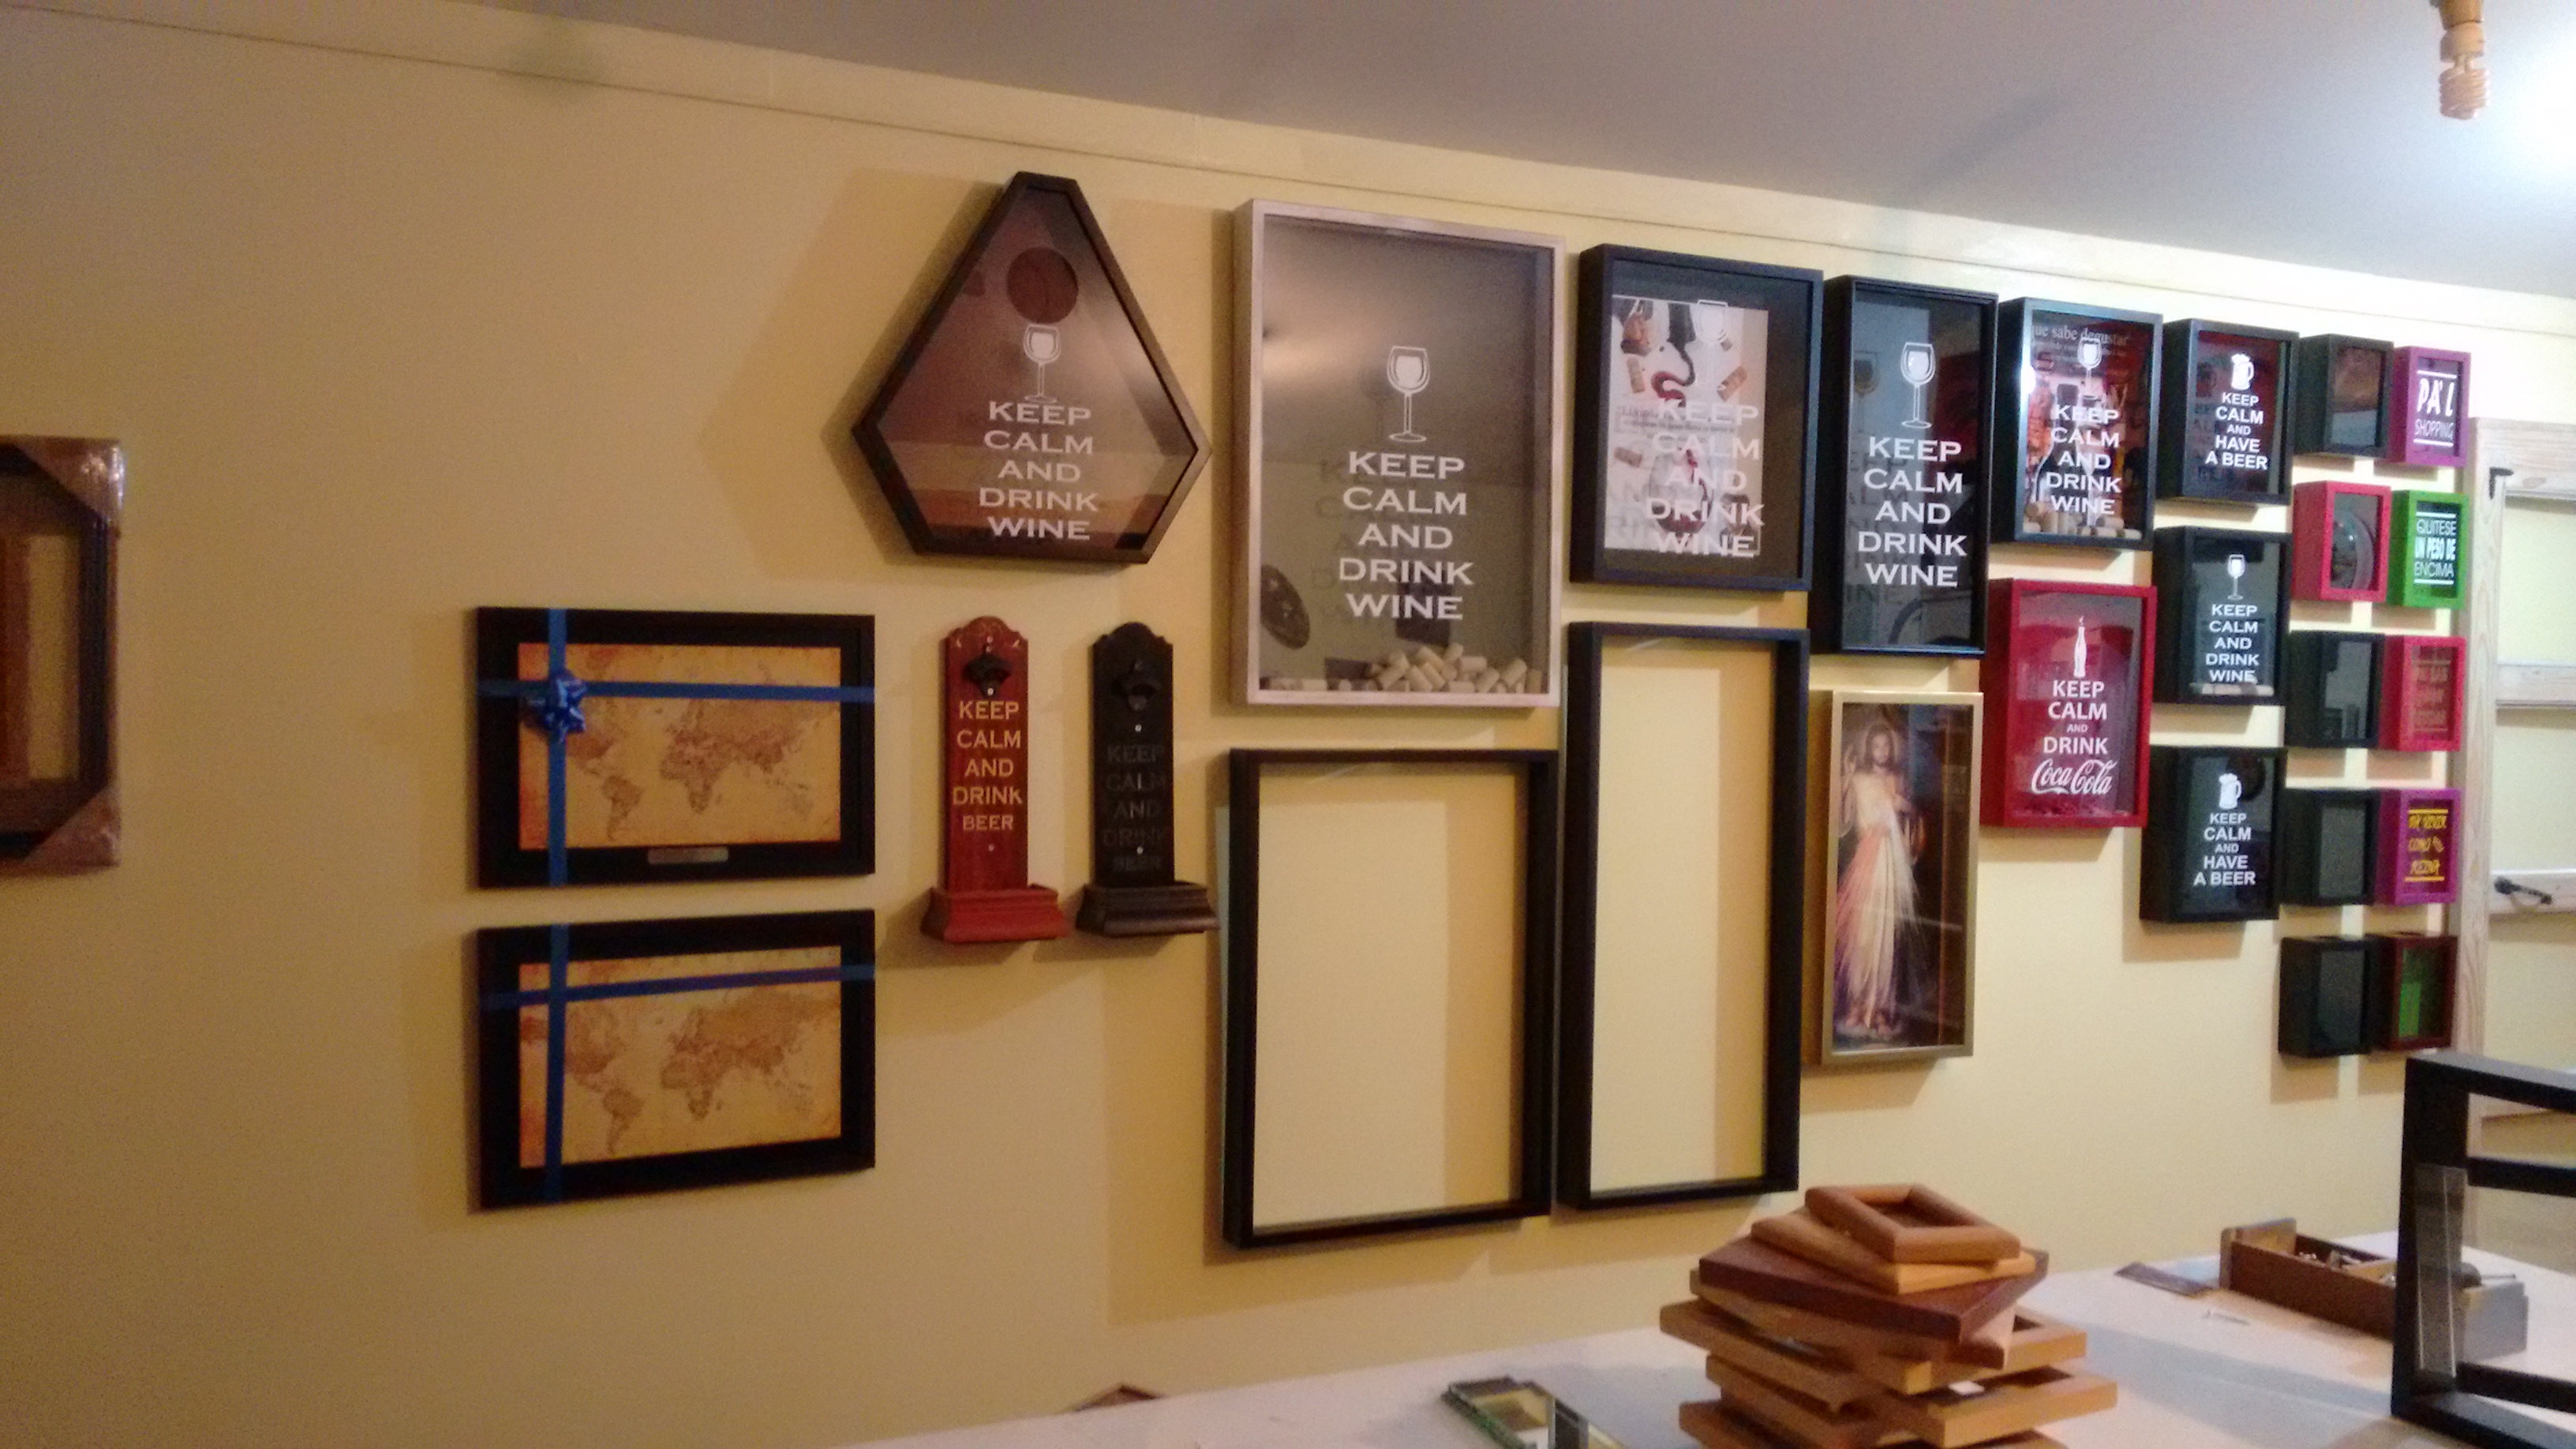 KEEP
CALM
AND
DRINK
WINE
KEEP
CALM
AND
DRINK
WINE
KEEP
CALM
AND
DRINK
WINE
KEEP
CALM
AND
DRINK
WINE
que sabe degustar
KEEP
CALM
AND
DRINK
WINE
KEEP
CALM
AND
HAVE
A BEER
PA'L
SHOPPING
QUITESE
UN PESO DE
ENCIMA
KEEP
CALM
AND
DRINK
BEER
KEEP
CALM
AND
DRINK
BEER
KEEP
CALM
AND
DRINK
Coca Cola
KEEP
CALM
AND
DRINK
WINE
KEEP
CALM
AND
HAVE
A BEER